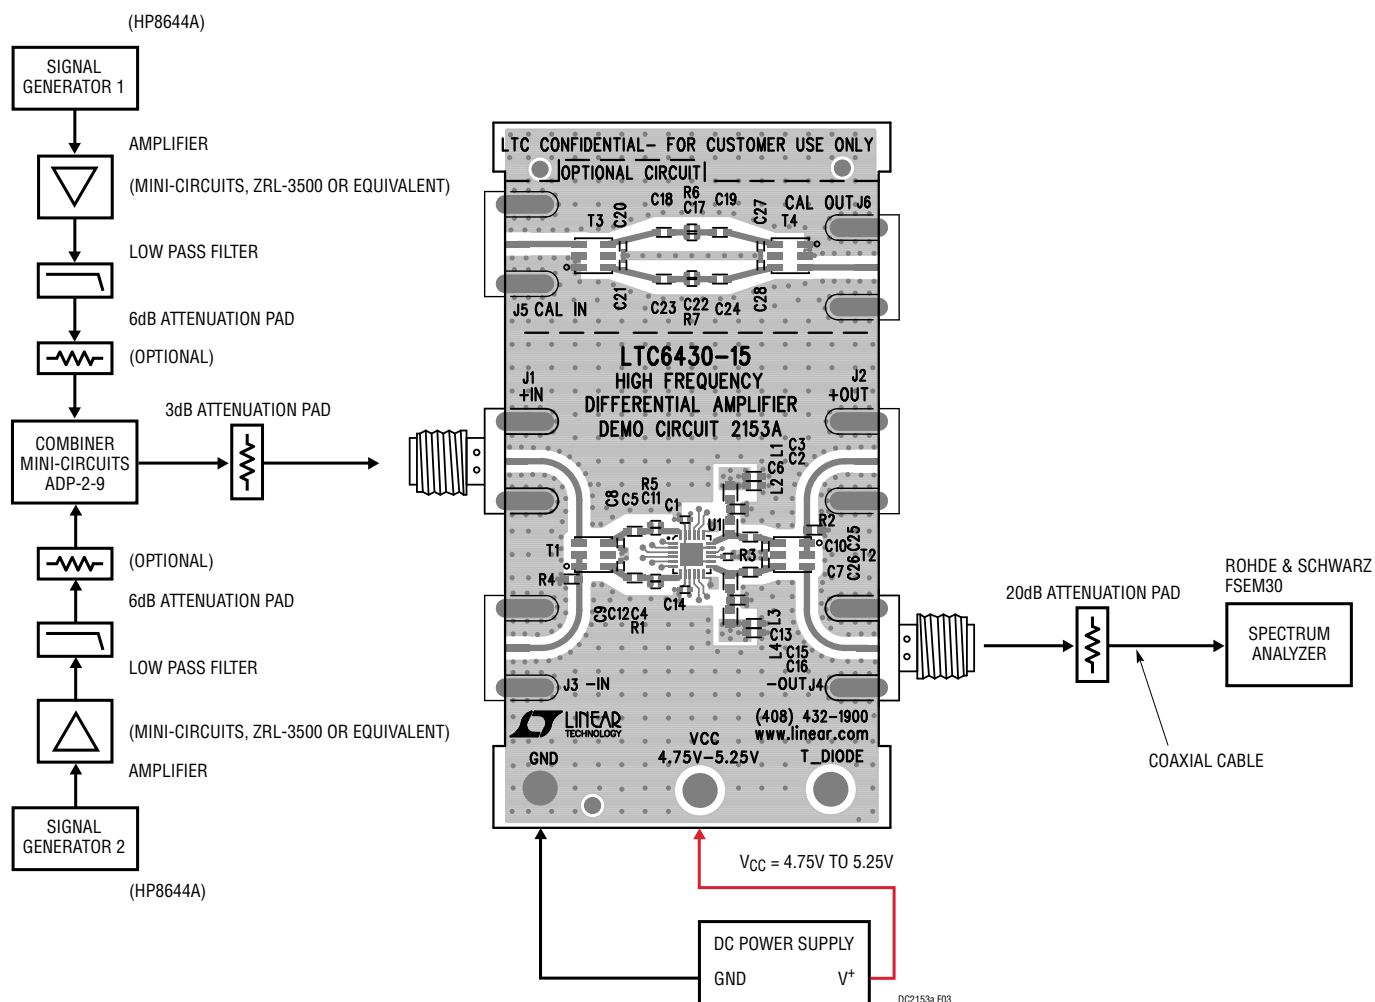 (HP8644A)
SIGNAL
GENERATOR 1
AMPLIFIER
(MINI-CIRCUITS, ZRL-3500 OR EQUIVALENT)
LOW PASS FILTER
6dB ATTENUATION PAD
(OPTIONAL)
3dB ATTENUATION PAD
COMBINER
MINI-CIRCUITS
ADP-2-9
(OPTIONAL)
6dB ATTENUATION PAD
LOW PASS FILTER
(MINI-CIRCUITS, ZRL-3500 OR EQUIVALENT)
AMPLIFIER
SIGNAL
GENERATOR 2
(HP8644A)
LTC CONFIDENTIAL- FOR CUSTOMER USE ONLY
OPTIONAL CIRCUIT
T3
C20
C18
R6
C17
C19
C27
CAL OUT J6
T4
J5 CAL IN
C21
C23
C22
R7
C24
C28
LTC6430-15
HIGH FREQUENCY
DIFFERENTIAL AMPLIFIER
DEMO CIRCUIT 2153A
J1
+IN
J2
+OUT
L1
C3
C2
C6
L2
R5
C8
C5
C11
C1
U1
R2
C10
C25
T1
R3
T2
R4
C7
C26
C14
C9
C12
C4
R1
L3
C13
L4
C15
C16
J3 -IN
-OUT J4
LINEAR
TECHNOLOGY
(408) 432-1900
www.linear.com
GND
VCC
4.75V-5.25V
T_DIODE
VCC = 4.75V TO 5.25V
DC POWER SUPPLY
GND V+
20dB ATTENUATION PAD
ROHDE & SCHWARZ
FSEM30
SPECTRUM
ANALYZER
COAXIAL CABLE
DC2153a F03